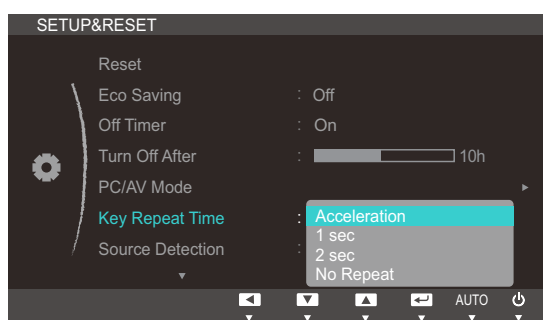 SETUP&RESET
Reset
Eco Saving : Off
Off Timer : On
Turn Off After : 10h
PC/AV Mode
Key Repeat Time : Acceleration
1 sec
2 sec
No Repeat
Source Detection :
AUTO